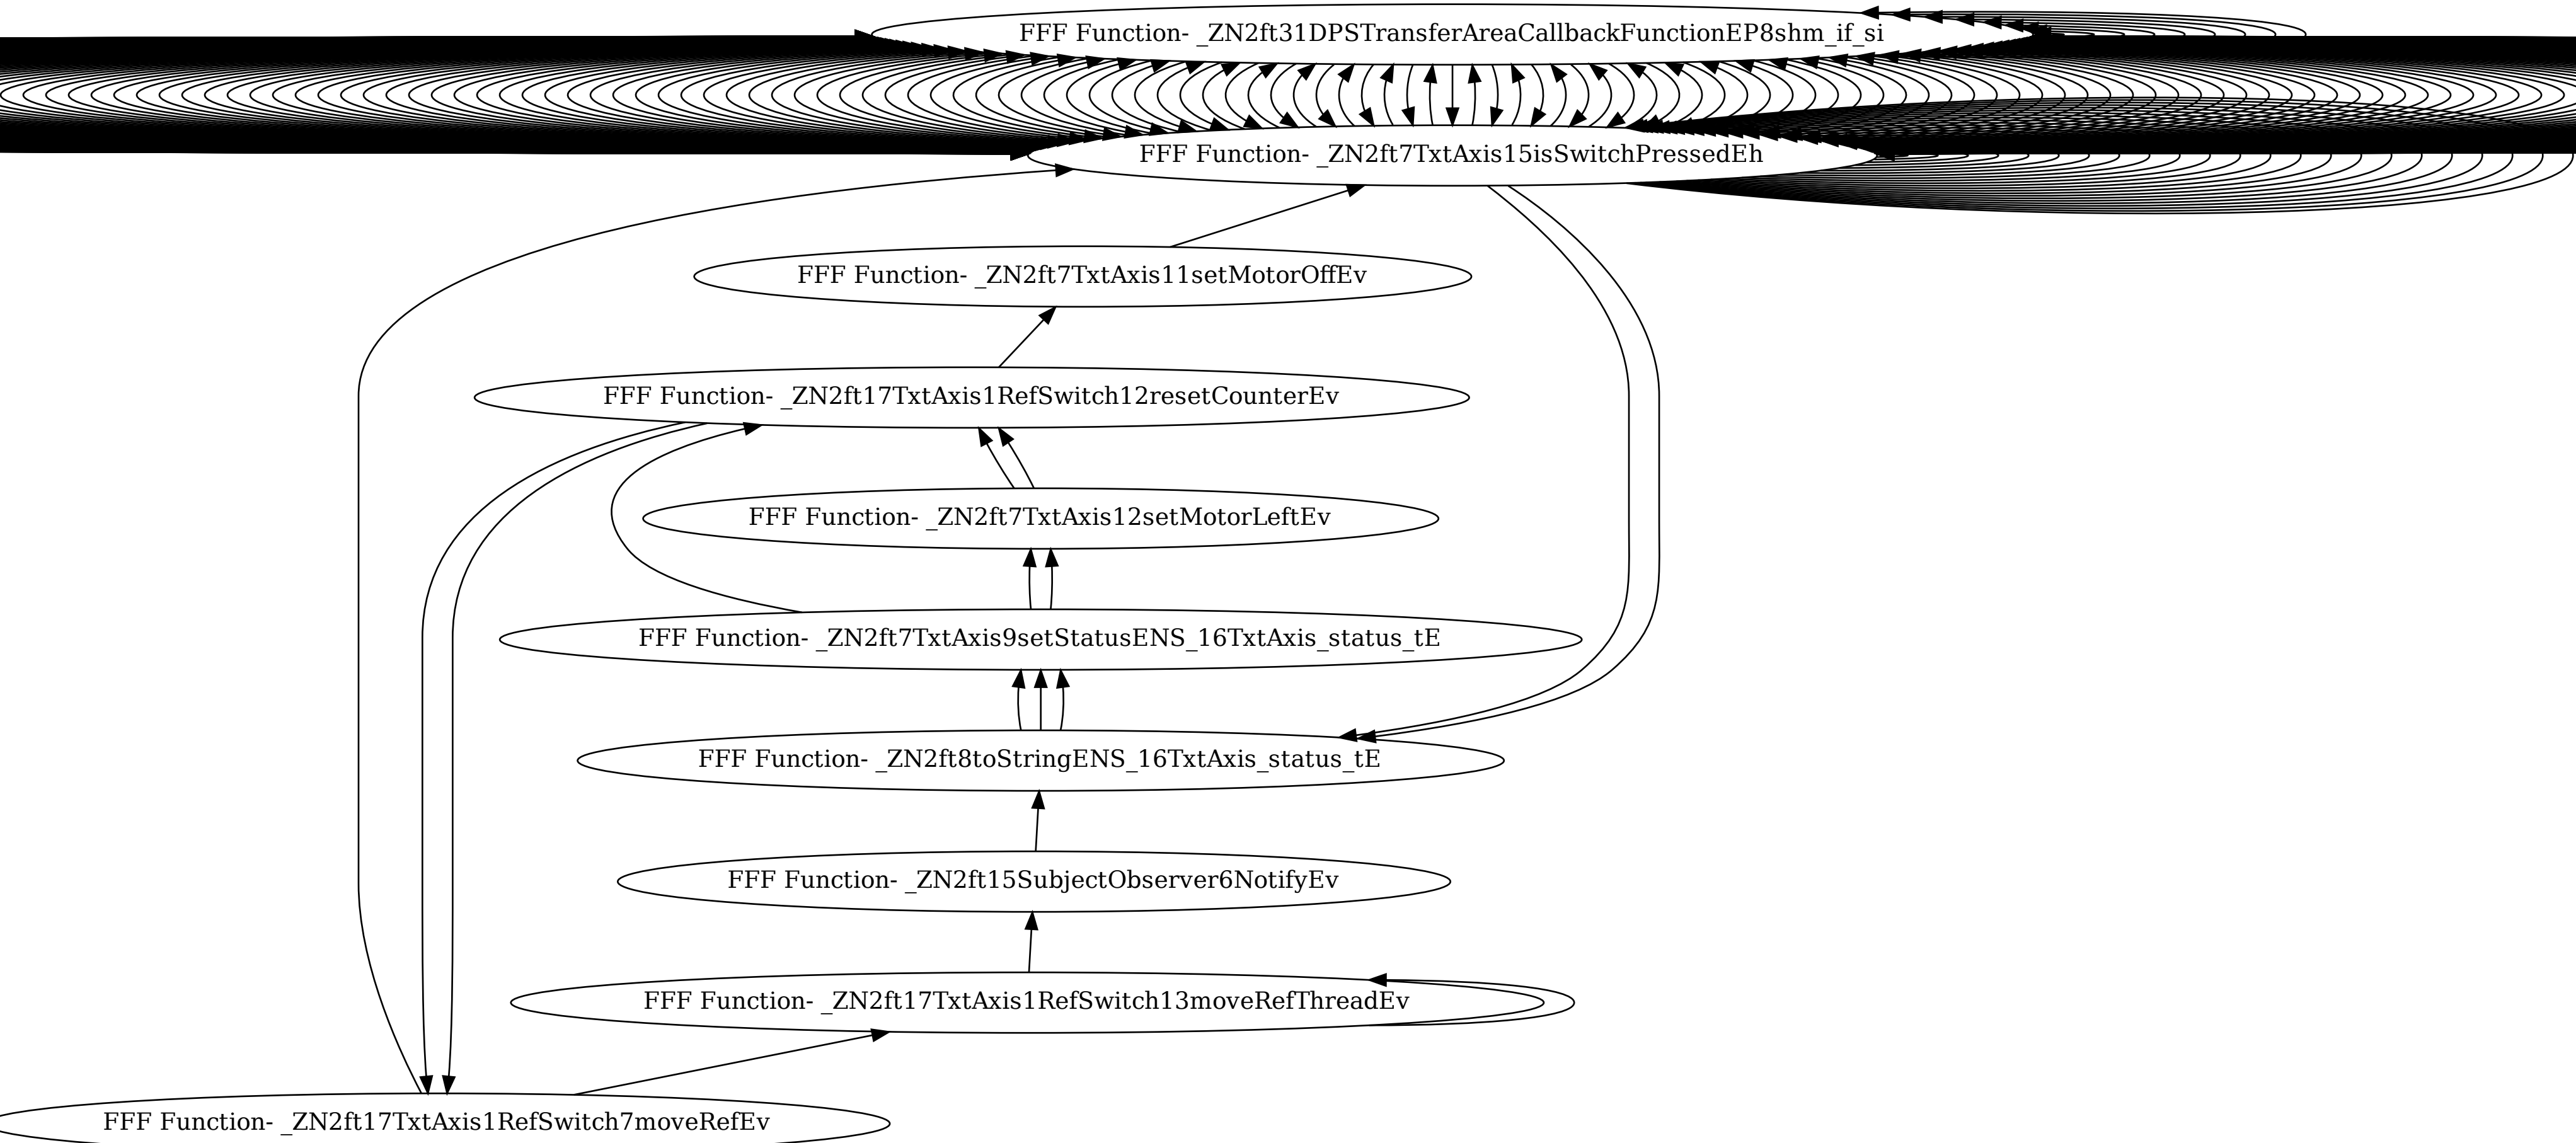 FFF Function- _ZN2ft31DPSTransferAreaCallbackFunctionEP8shm_if_si
FFF Function- _ZN2ft7TxtAxis15isSwitchPressedEh
FFF Function- _ZN2ft7TxtAxis11setMotorOffEv
FFF Function- _ZN2ft17TxtAxis1RefSwitch12resetCounterEv
FFF Function- _ZN2ft7TxtAxis12setMotorLeftEv
FFF Function- _ZN2ft7TxtAxis9setStatusENS_16TxtAxis_status_tE
FFF Function- _ZN2ft8toStringENS_16TxtAxis_status_tE
FFF Function- _ZN2ft15SubjectObserver6NotifyEv
FFF Function- _ZN2ft17TxtAxis1RefSwitch13moveRefThreadEv
FFF Function- _ZN2ft17TxtAxis1RefSwitch7moveRefEv